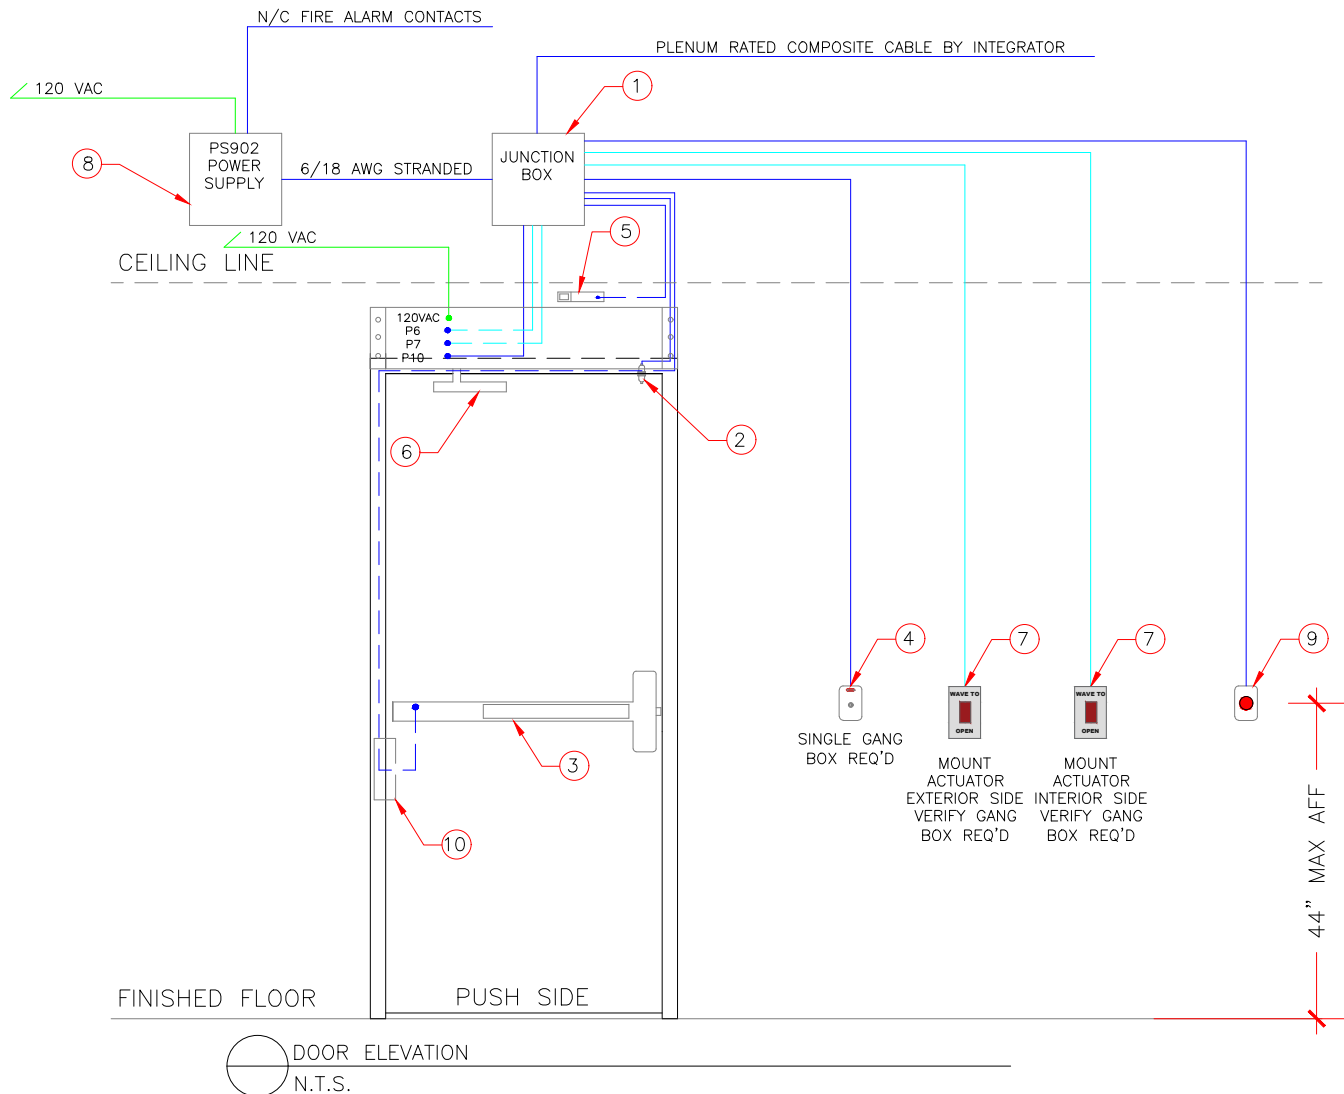 N/C FIRE ALARM CONTACTS
PLENUM RATED COMPOSITE CABLE BY INTEGRATOR
120 VAC
1
PS902
POWER
SUPPLY
8
6/18 AWG STRANDED
JUNCTION
BOX
120 VAC
5
CEILING LINE
120VAC
P6
P7
P10
6
2
4
7
7
9
WAVE TO
OPEN
WAVE TO
OPEN
SINGLE GANG
BOX REQ'D
3
MOUNT
ACTUATOR
EXTERIOR SIDE
VERIFY GANG
BOX REQ'D
MOUNT
ACTUATOR
INTERIOR SIDE
VERIFY GANG
BOX REQ'D
10
44" MAX AFF
FINISHED FLOOR
PUSH SIDE
DOOR ELEVATION
N.T.S.